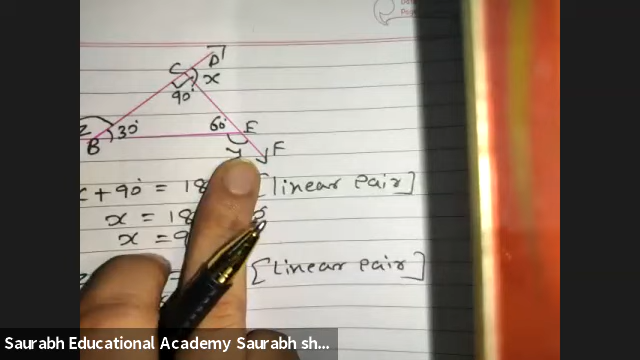 C D
x
90°
Z 30° 60° E
B y F
x + 90° = 18 [linear pair]
x = 18
x = 9
[Linear pair]
Saurabh Educational Academy Saurabh sh...